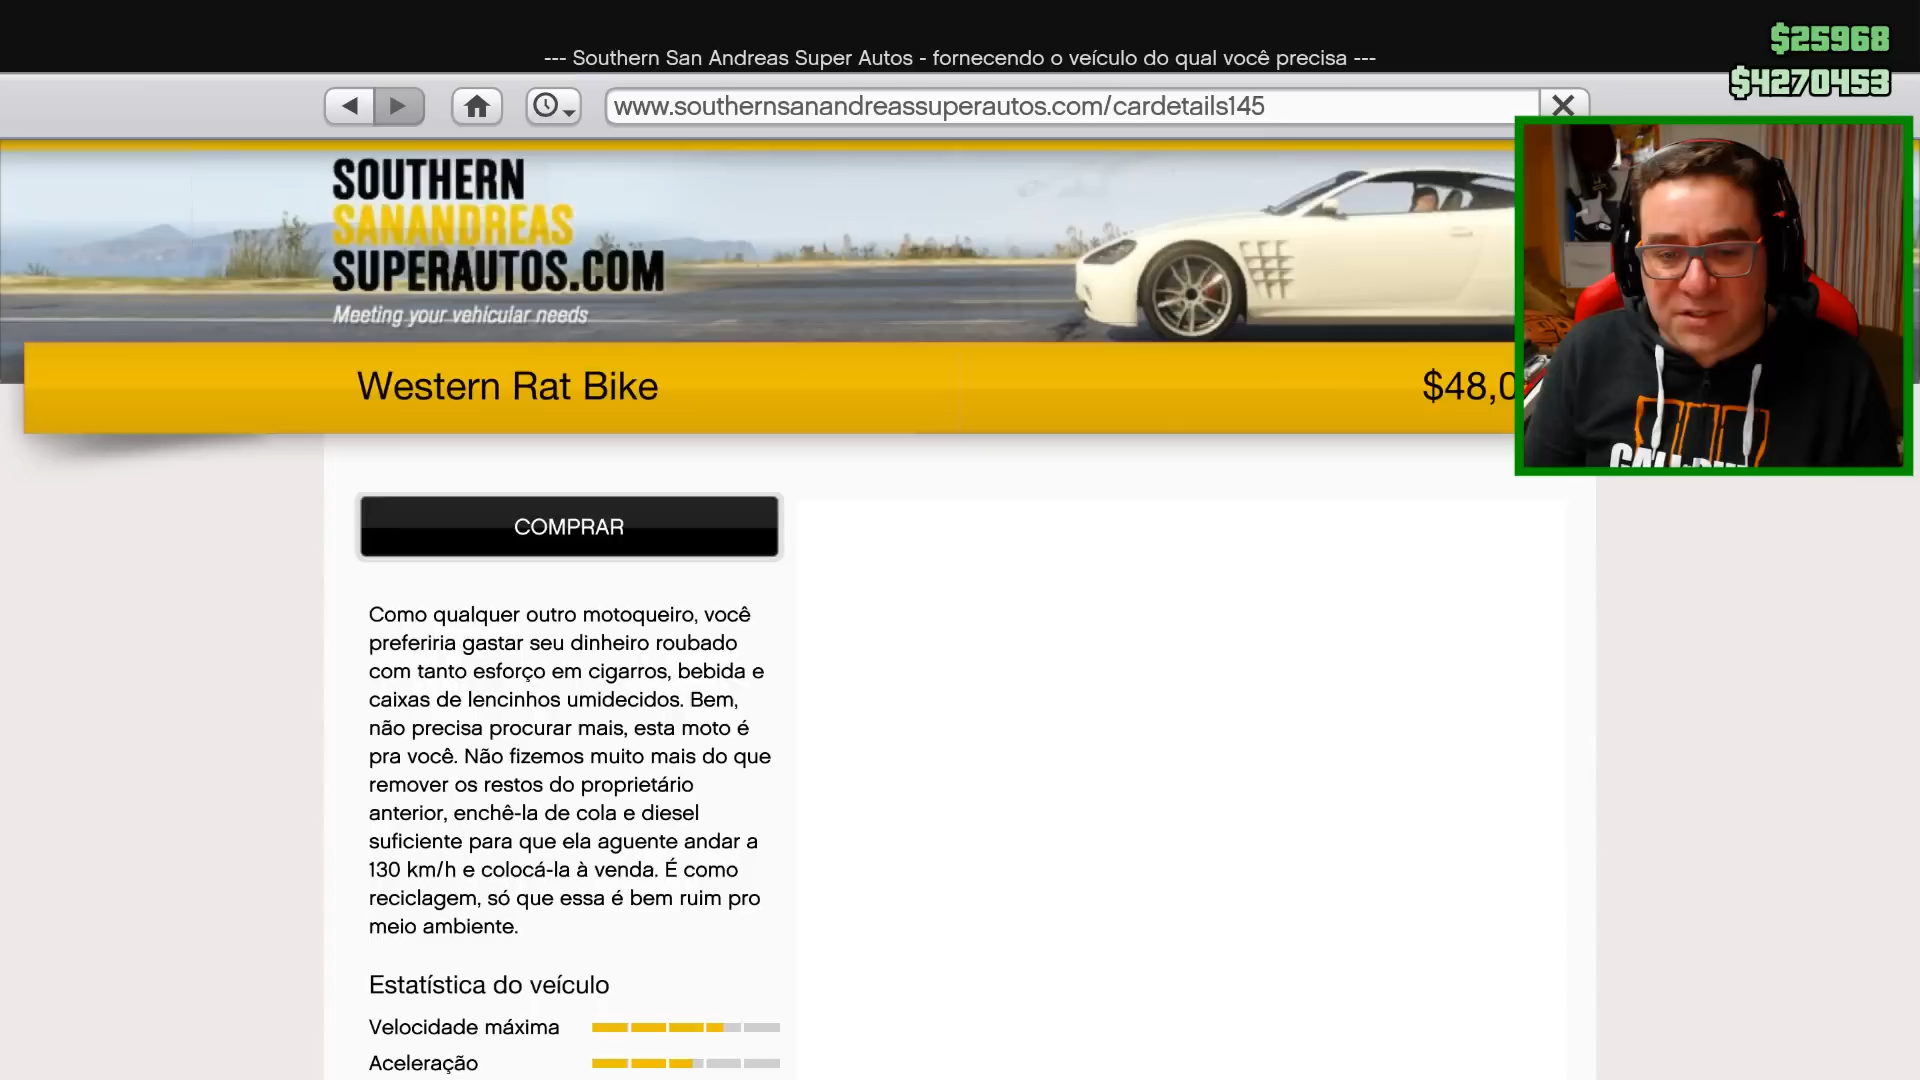 --- Southern San Andreas Super Autos - fornecendo o veículo do qual você precisa ---
$25968
$4270453
www.southernsanandreassuperautos.com/cardetails145
SOUTHERN
SANANDREAS
SUPERAUTOS.COM
Meeting your vehicular needs
Western Rat Bike
$48,0
COMPRAR
Como qualquer outro motoqueiro, você
preferiria gastar seu dinheiro roubado
com tanto esforço em cigarros, bebida e
caixas de lencinhos umidecidos. Bem,
não precisa procurar mais, esta moto é
pra você. Não fizemos muito mais do que
remover os restos do proprietário
anterior, enchê-la de cola e diesel
suficiente para que ela aguente andar a
130 km/h e colocá-la à venda. É como
reciclagem, só que essa é bem ruim pro
meio ambiente.
Estatística do veículo
Velocidade máxima
Aceleração